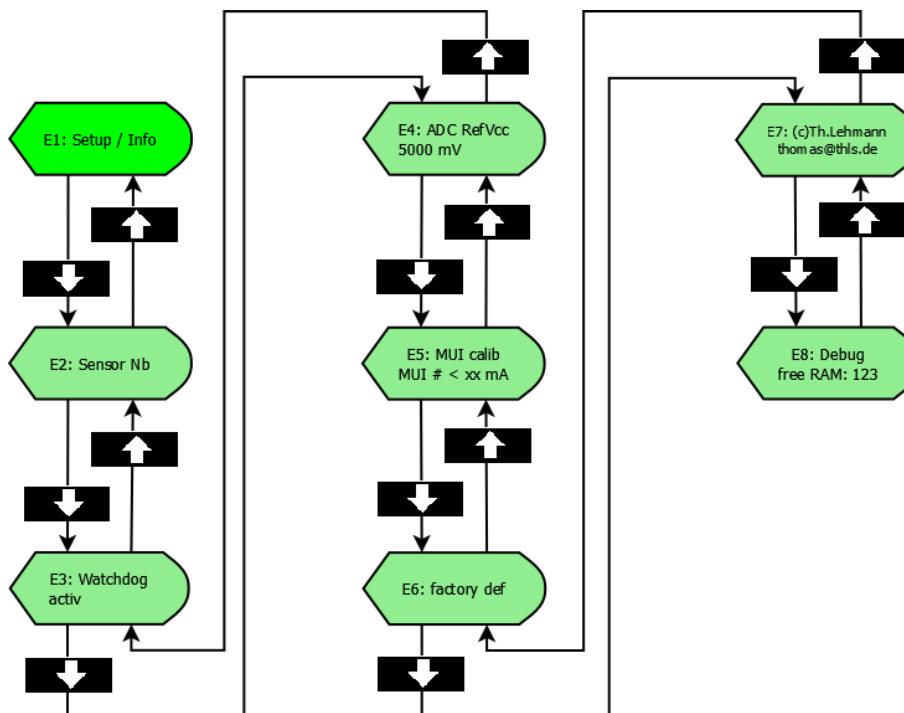 E1: Setup / Info
E2: Sensor Nb
E3: Watchdog
activ
E4: ADC RefVcc
5000 mV
E5: MUI calib
MUI # < xx mA
E6: factory def
E7: (c)Th.Lehmann
thomas@thls.de
E8: Debug
free RAM: 123